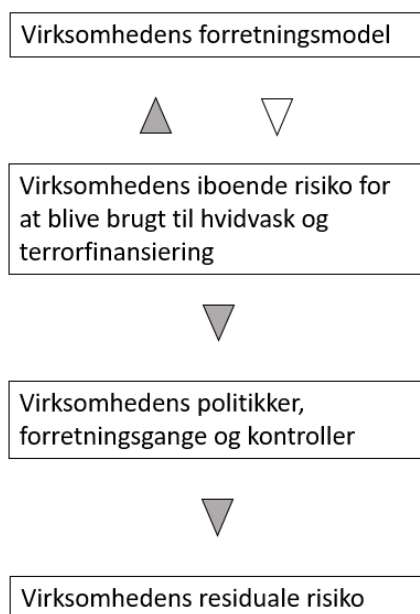 Virksomhedens forretningsmodel
Virksomhedens iboende risiko for
at blive brugt til hvidvask og
terrorfinansiering
Virksomhedens politikker,
forretningsgange og kontroller
Virksomhedens residuale risiko